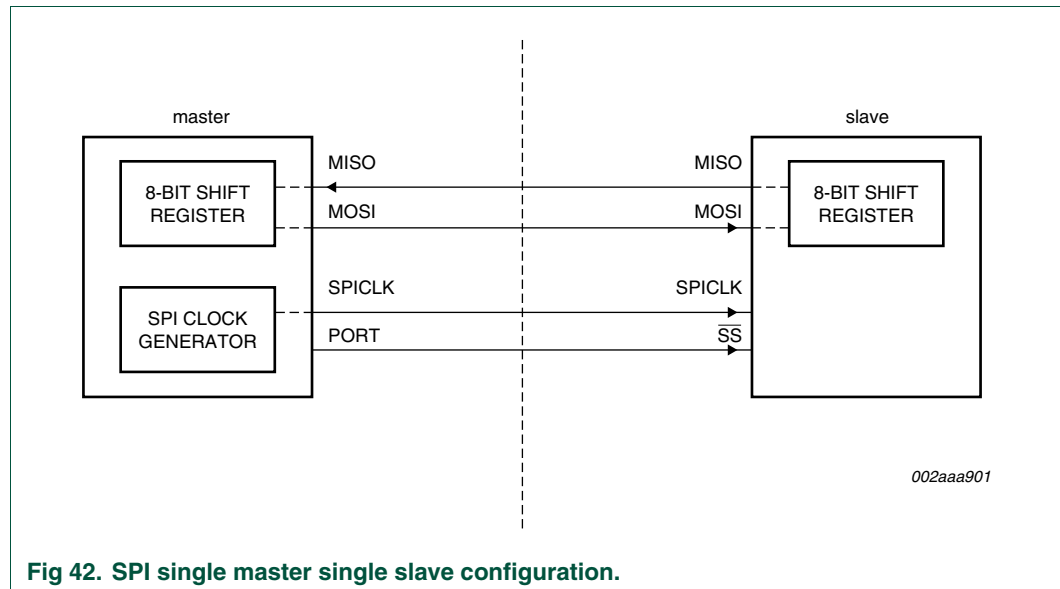 master
slave
8-BIT SHIFT
REGISTER
MISO
MISO
8-BIT SHIFT
REGISTER
MOSI
MOSI
SPI CLOCK
GENERATOR
SPICLK
SPICLK
PORT
SS
002aaa901
Fig 42. SPI single master single slave configuration.